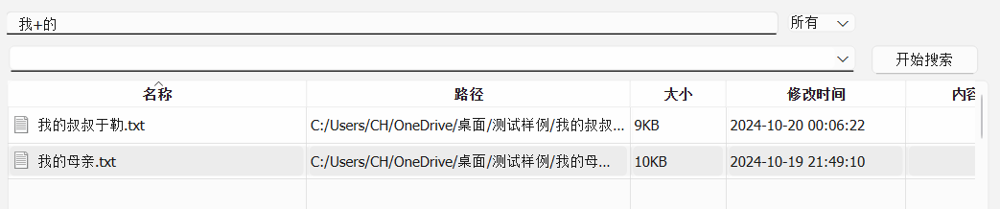 我+的 所有
开始搜索
名称 路径 大小 修改时间 内容
我的叔叔于勒.txt C:/Users/CH/OneDrive/桌面/测试样例/我的叔叔... 9KB 2024-10-20 00:06:22
我的母亲.txt C:/Users/CH/OneDrive/桌面/测试样例/我的母... 10KB 2024-10-19 21:49:10